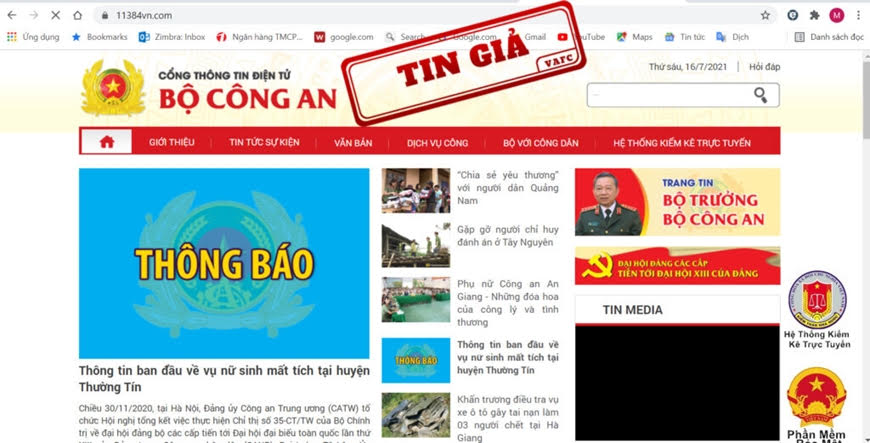 11384vn.com
Ứng dụng
Bookmarks
Zimbra: Inbox
Ngân hàng TMCP...
google.com
Search
Google.com
Gmail
YouTube
Maps
Tin tức
Dịch
Danh sách đọc
M
TIN GIẢ
VAFC
CỔNG THÔNG TIN ĐIỆN TỬ
BỘ CÔNG AN
Thứ sáu, 16/7/2021
Hỏi đáp
GIỚI THIỆU
TIN TỨC SỰ KIỆN
VĂN BẢN
DỊCH VỤ CÔNG
BỘ VỚI CÔNG DÂN
HỆ THỐNG KIỂM KÊ TRỰC TUYẾN
THÔNG BÁO
Thông tin ban đầu về vụ nữ sinh mất tích tại huyện
Thường Tín
Chiều 30/11/2020, tại Hà Nội, Đảng ủy Công an Trung ương (CATW) tổ
chức Hội nghị tổng kết việc thực hiện Chỉ thị số 35-CT/TW của Bộ Chính
trị về đại hội đảng bộ các cấp tiến tới Đại hội đại biểu toàn quốc lần thứ
"Chia sẻ yêu thương"
với người dân Quảng
Nam
Gặp gỡ người chỉ huy
đánh án ở Tây Nguyên
Phụ nữ Công an An
Giang - Những đóa hoa
của công lý và tình
thương
Thông tin ban đầu về
vụ nữ sinh mất tích tại
huyện Thường Tín
Khẩn trương điều tra vụ
xe ô tô gây tai nạn làm
03 người chết tại Hà
Giang
TRANG TIN
BỘ TRƯỞNG
BỘ CÔNG AN
ĐẠI HỘI ĐẢNG CÁC CẤP
TIẾN TỚI ĐẠI HỘI XIII CỦA ĐẢNG
TIN MEDIA
Hệ Thống Kiểm
Kê Trực Tuyến
Phần Mềm